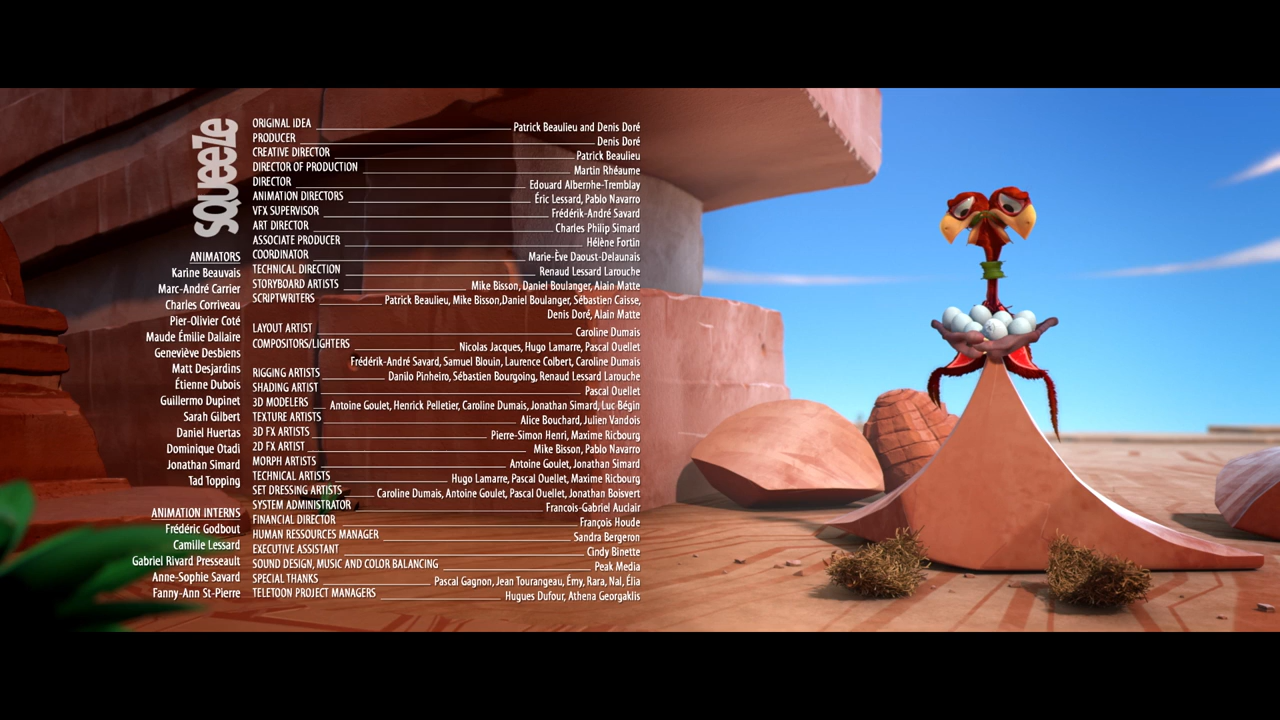 squeeze
ORIGINAL IDEA Patrick Beaulieu and Denis Doré
PRODUCER Denis Doré
CREATIVE DIRECTOR Patrick Beaulieu
DIRECTOR OF PRODUCTION Martin Rhéaume
DIRECTOR Edouard Albernhe-Tremblay
ANIMATION DIRECTORS Éric Lessard, Pablo Navarro
VFX SUPERVISOR Frédérik-André Savard
ART DIRECTOR Charles Philip Simard
ASSOCIATE PRODUCER Hélène Fortin
COORDINATOR Marie-Ève Daoust-Delaunais
TECHNICAL DIRECTION Renaud Lessard Larouche
STORYBOARD ARTISTS Mike Bisson, Daniel Boulanger, Alain Matte
SCRIPTWRITERS Patrick Beaulieu, Mike Bisson,Daniel Boulanger, Sébastien Caisse,
Denis Doré, Alain Matte
LAYOUT ARTIST Caroline Dumais
COMPOSITORS/LIGHTERS Nicolas Jacques, Hugo Lamarre, Pascal Ouellet
Frédérik-André Savard, Samuel Blouin, Laurence Colbert, Caroline Dumais
RIGGING ARTISTS Danilo Pinheiro, Sébastien Bourgoing, Renaud Lessard Larouche
SHADING ARTIST Pascal Ouellet
3D MODELERS Antoine Goulet, Henrick Pelletier, Caroline Dumais, Jonathan Simard, Luc Bégin
TEXTURE ARTISTS Alice Bouchard, Julien Vandois
3D FX ARTISTS Pierre-Simon Henri, Maxime Ricbourg
2D FX ARTIST Mike Bisson, Pablo Navarro
MORPH ARTISTS Antoine Goulet, Jonathan Simard
TECHNICAL ARTISTS Hugo Lamarre, Pascal Ouellet, Maxime Ricbourg
SET DRESSING ARTISTS Caroline Dumais, Antoine Goulet, Pascal Ouellet, Jonathan Boisvert
SYSTEM ADMINISTRATOR Francois-Gabriel Auclair
FINANCIAL DIRECTOR François Houde
HUMAN RESSOURCES MANAGER Sandra Bergeron
EXECUTIVE ASSISTANT Cindy Binette
SOUND DESIGN, MUSIC AND COLOR BALANCING Peak Media
SPECIAL THANKS Pascal Gagnon, Jean Tourangeau, Émy, Rara, Nal, Élia
TELETOON PROJECT MANAGERS Hugues Dufour, Athena Georgaklis
ANIMATORS
Karine Beauvais
Marc-André Carrier
Charles Corriveau
Pier-Olivier Coté
Maude Émilie Dallaire
Geneviève Desbiens
Matt Desjardins
Étienne Dubois
Guillermo Dupinet
Sarah Gilbert
Daniel Huertas
Dominique Otadi
Jonathan Simard
Tad Topping
ANIMATION INTERNS
Frédéric Godbout
Camille Lessard
Gabriel Rivard Presseault
Anne-Sophie Savard
Fanny-Ann St-Pierre